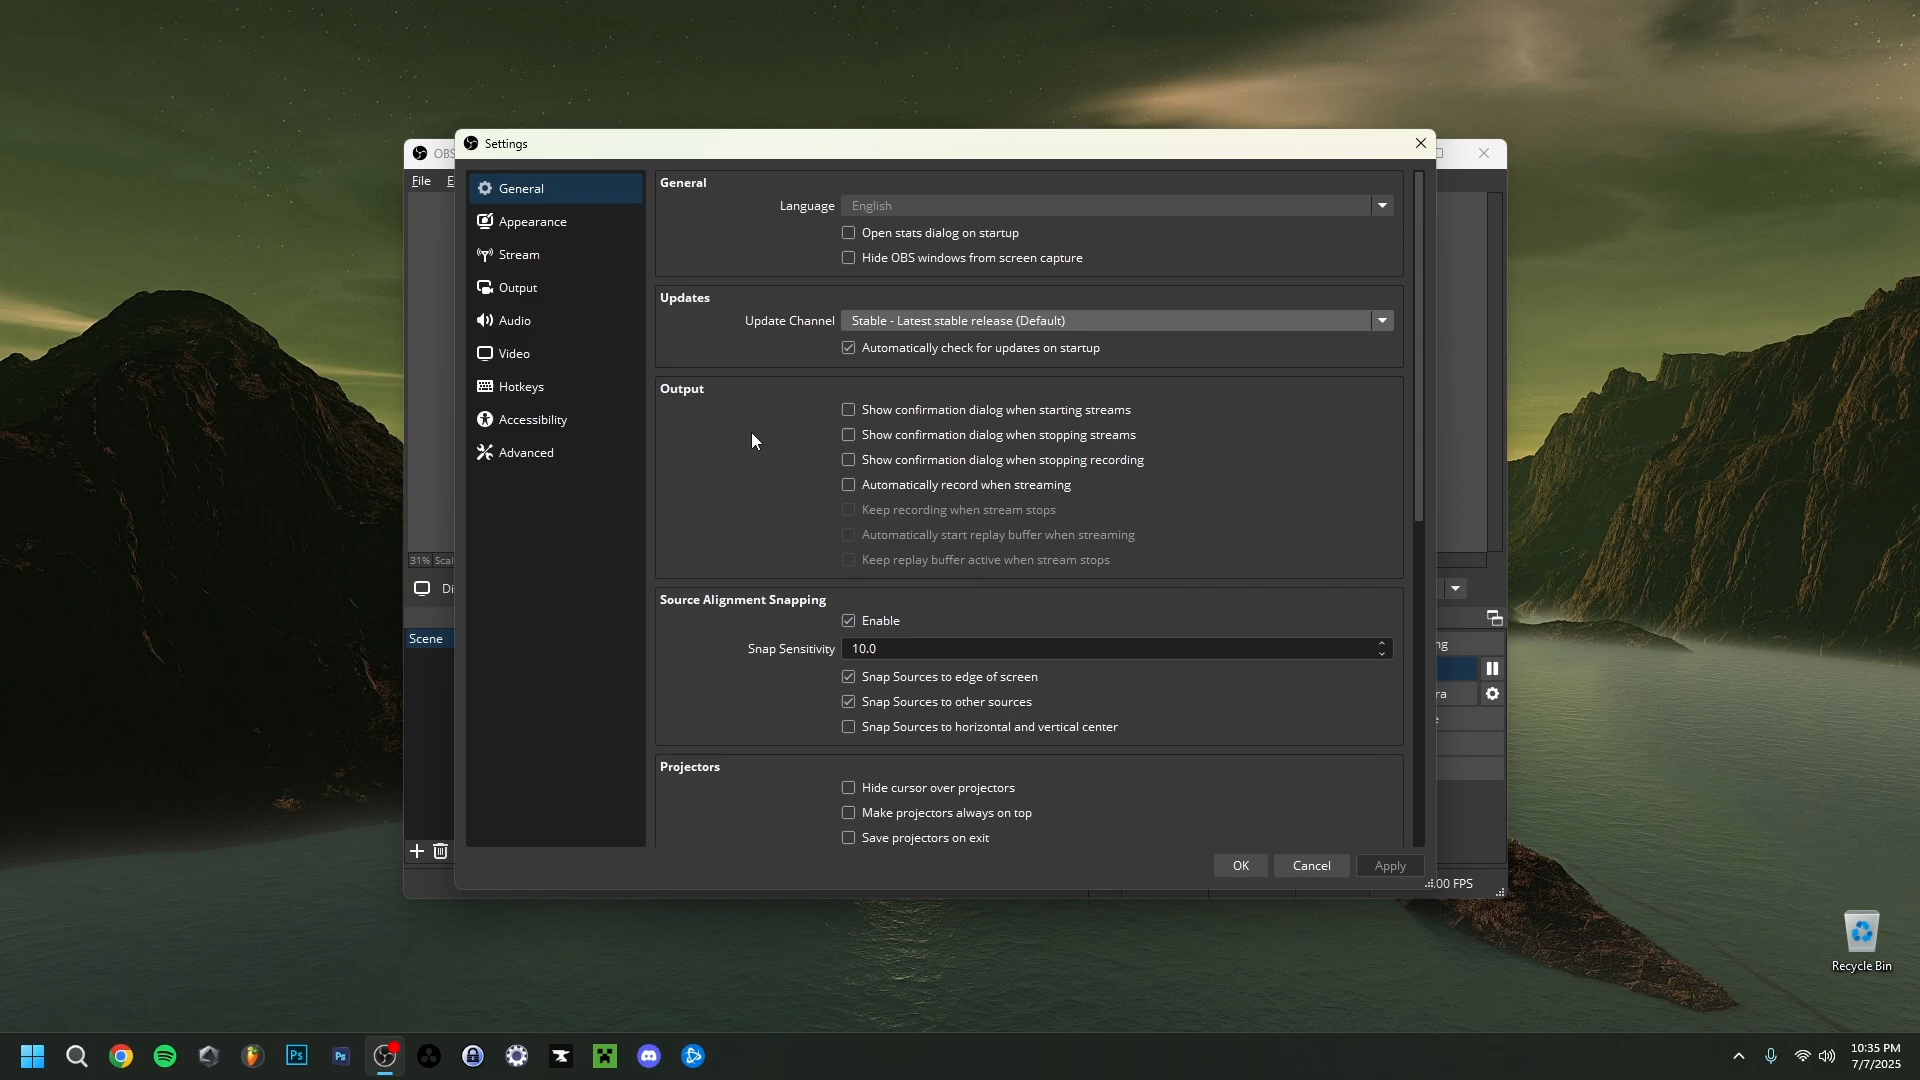 Settings
OBS
File
E
General
Appearance
Stream
Output
Audio
Video
Hotkeys
Accessibility
Advanced
General
Language
English
Open stats dialog on startup
Hide OBS windows from screen capture
Updates
Update Channel
Stable - Latest stable release (Default)
Automatically check for updates on startup
Output
Show confirmation dialog when starting streams
Show confirmation dialog when stopping streams
Show confirmation dialog when stopping recording
Automatically record when streaming
Keep recording when stream stops
Automatically start replay buffer when streaming
Keep replay buffer active when stream stops
Source Alignment Snapping
Enable
Snap Sensitivity
10.0
Snap Sources to edge of screen
Snap Sources to other sources
Snap Sources to horizontal and vertical center
Projectors
Hide cursor over projectors
Make projectors always on top
Save projectors on exit
OK
Cancel
Apply
31%
Scal
Di
Scene
ng
ra
e
.00 FPS
Recycle Bin
Ps
Ps
10:35 PM
7/7/2025